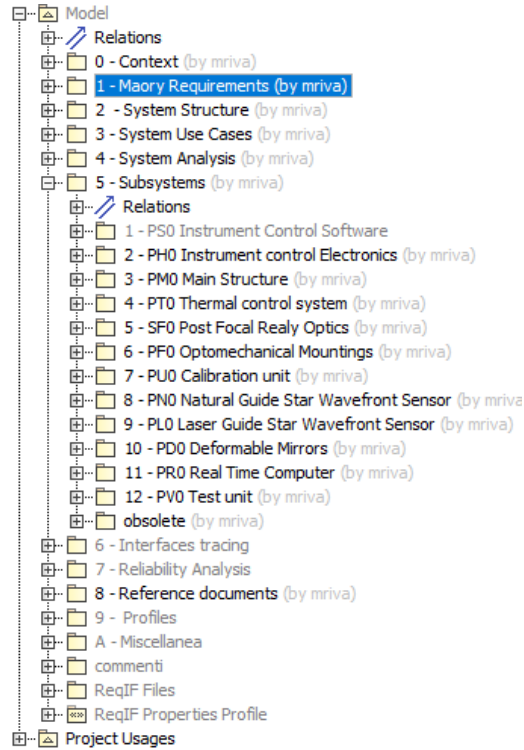 Model
Relations
0 - Context (by mriva)
1 - Maory Requirements (by mriva)
2 - System Structure (by mriva)
3 - System Use Cases (by mriva)
4 - System Analysis (by mriva)
5 - Subsystems (by mriva)
Relations
1 - PS0 Instrument Control Software
2 - PH0 Instrument control Electronics (by mriva)
3 - PM0 Main Structure (by mriva)
4 - PT0 Thermal control system (by mriva)
5 - SF0 Post Focal Realy Optics (by mriva)
6 - PF0 Optomechanical Mountings (by mriva)
7 - PU0 Calibration unit (by mriva)
8 - PN0 Natural Guide Star Wavefront Sensor (by mriva
9 - PL0 Laser Guide Star Wavefront Sensor (by mriva)
10 - PD0 Deformable Mirrors (by mriva)
11 - PR0 Real Time Computer (by mriva)
12 - PV0 Test unit (by mriva)
obsolete (by mriva)
6 - Interfaces tracing
7 - Reliability Analysis
8 - Reference documents (by mriva)
9 - Profiles
A - Miscellanea
commenti
ReqIF Files
«» ReqIF Properties Profile
Project Usages